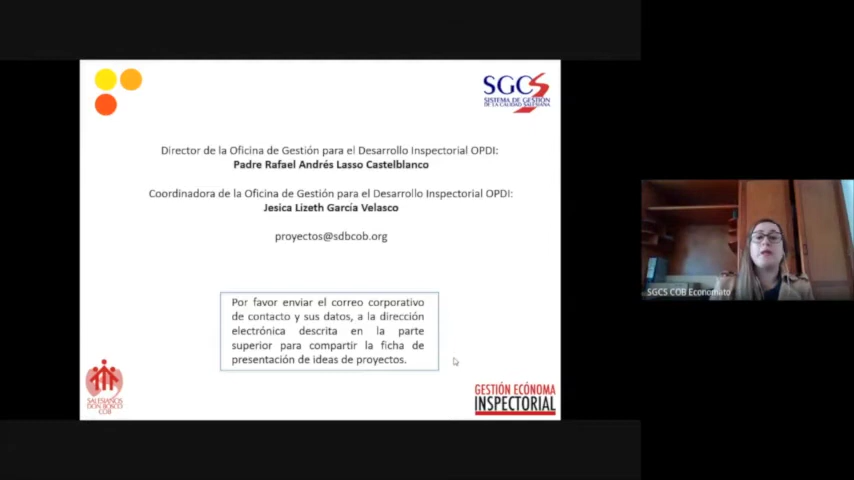 SGCS
SISTEMA DE GESTIÓN
DE LA CALIDAD SALESIANA
Director de la Oficina de Gestión para el Desarrollo Inspectorial OPDI:
Padre Rafael Andrés Lasso Castelblanco
Coordinadora de la Oficina de Gestión para el Desarrollo Inspectorial OPDI:
Jesica Lizeth García Velasco
proyectos@sdbcob.org
Por favor enviar el correo corporativo
de contacto y sus datos, a la dirección
electrónica descrita en la parte
superior para compartir la ficha de
presentación de ideas de proyectos.
SGCS COB Economato
SALESIANOS
DON BOSCO
COB
GESTIÓN ECÓNOMA
INSPECTORIAL